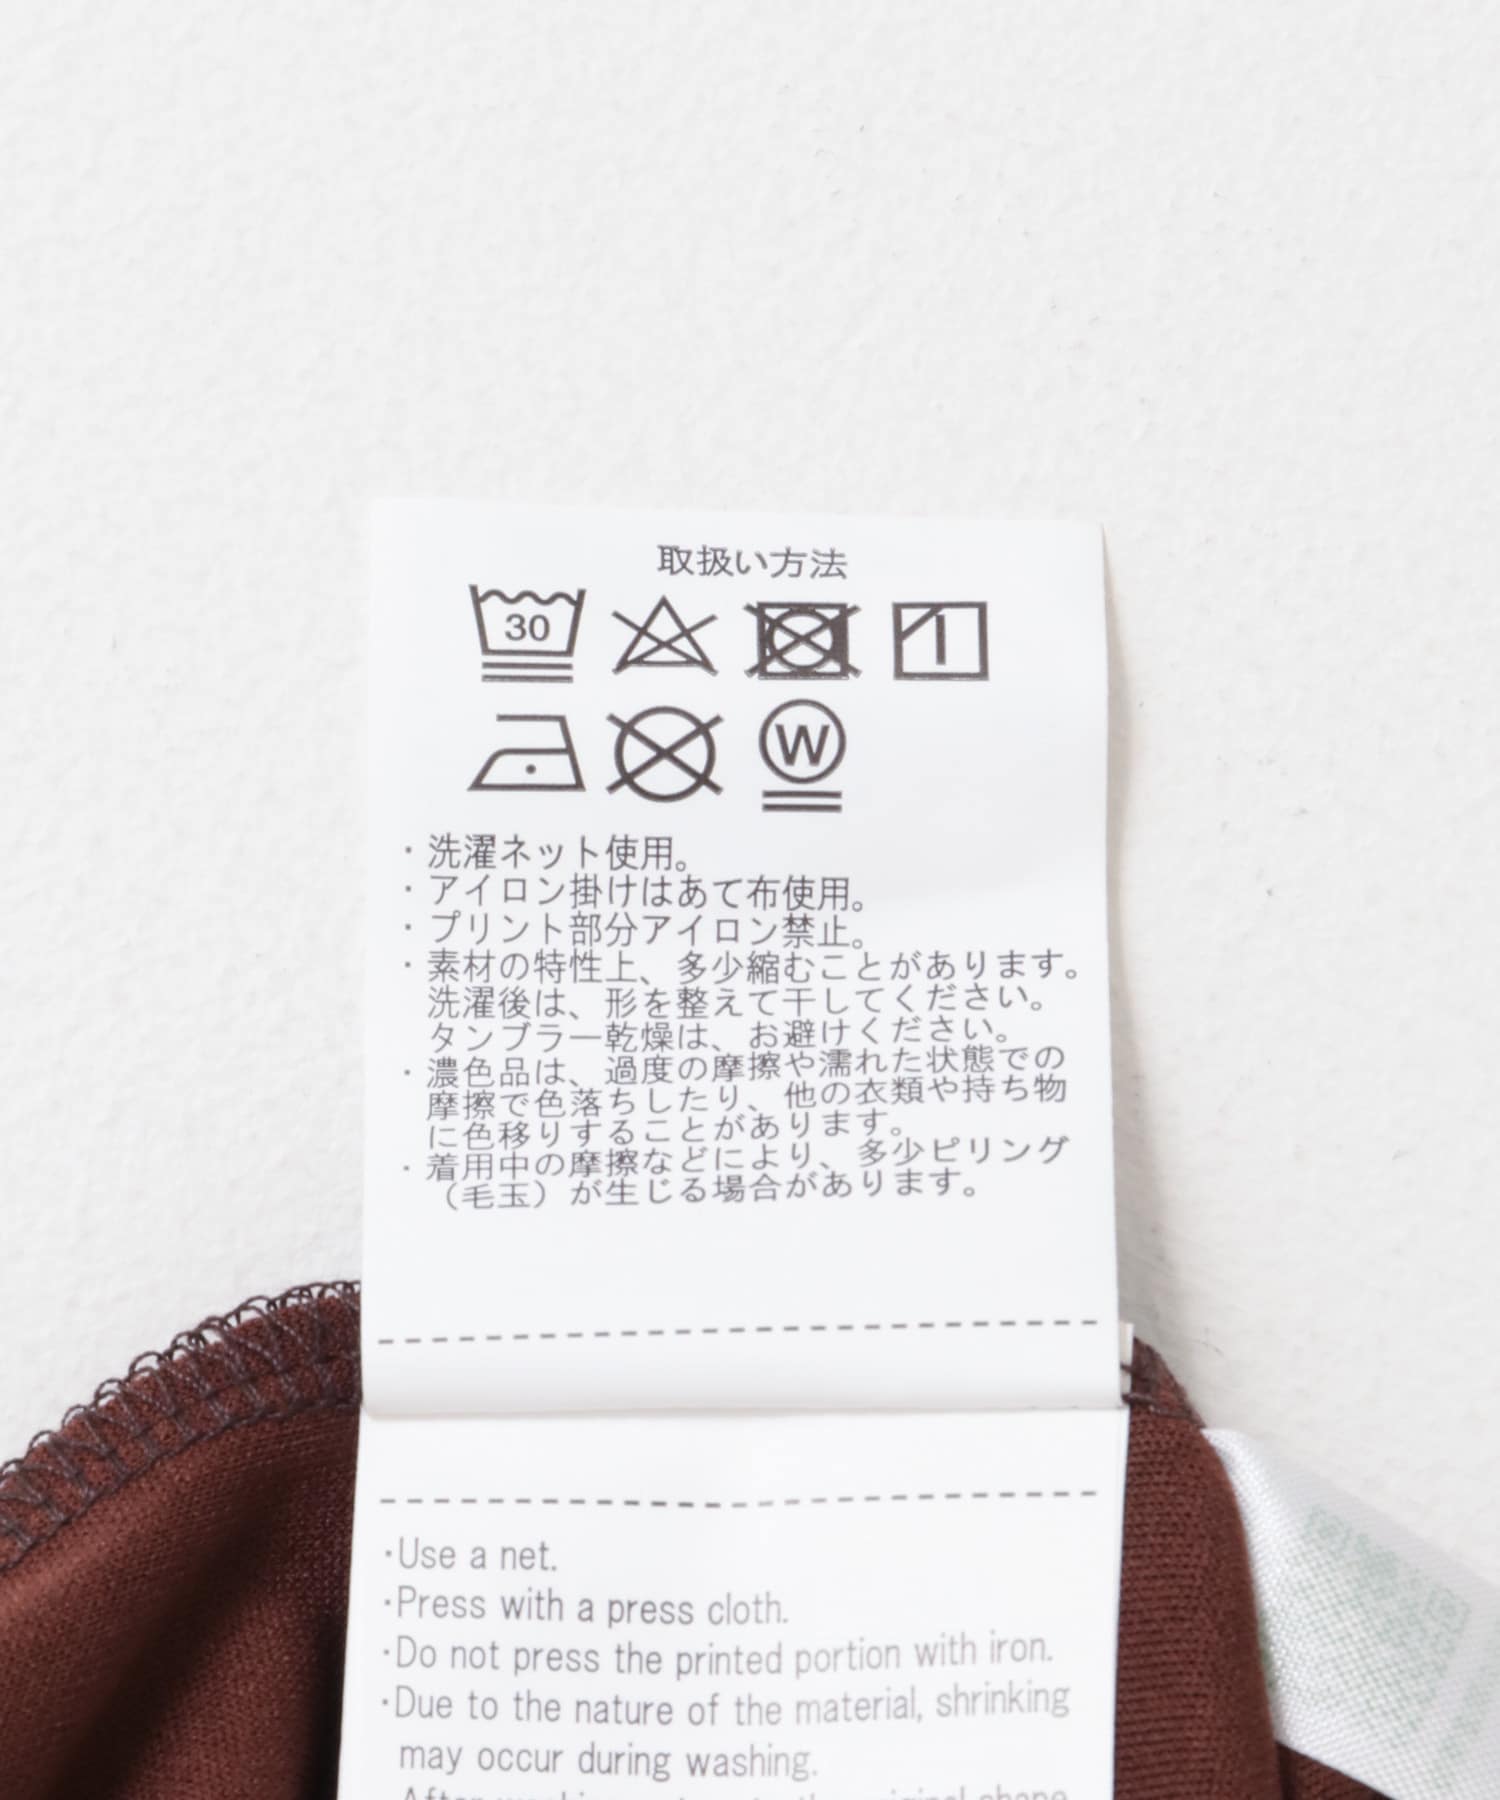 取扱い方法
30
W
・洗濯ネット使用。
・アイロン掛けはあて布使用。
・プリント部分アイロン禁止。
・素材の特性上、多少縮むことがあります。
洗濯後は、形を整えて干してください。
タンブラー乾燥は、お避けください。
・濃色品は、過度の摩擦や濡れた状態での
摩擦で色落ちしたり、他の衣類や持ち物
に色移りすることがあります。
・着用中の摩擦などにより、多少ピリング
（毛玉）が生じる場合があります。
・Use a net.
・Press with a press cloth.
・Do not press the printed portion with iron.
・Due to the nature of the material, shrinking
may occur during washing.